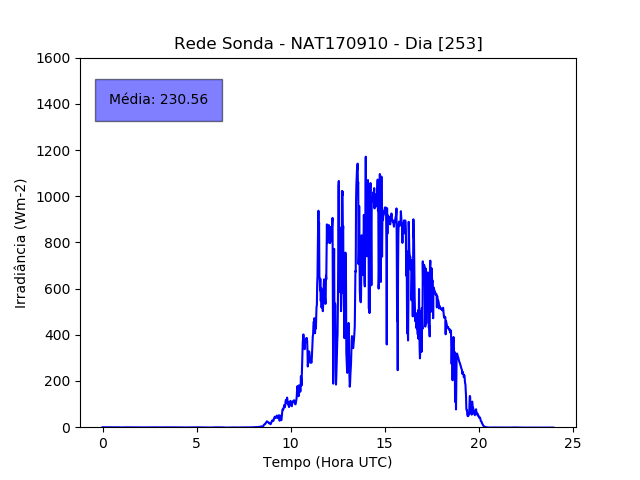 Rede Sonda - NAT170910 - Dia [253]
Média: 230.56
Irradiância (Wm-2)
1600
1400
1200
1000
800
600
400
200
0
0 5 10 15 20 25
Tempo (Hora UTC)